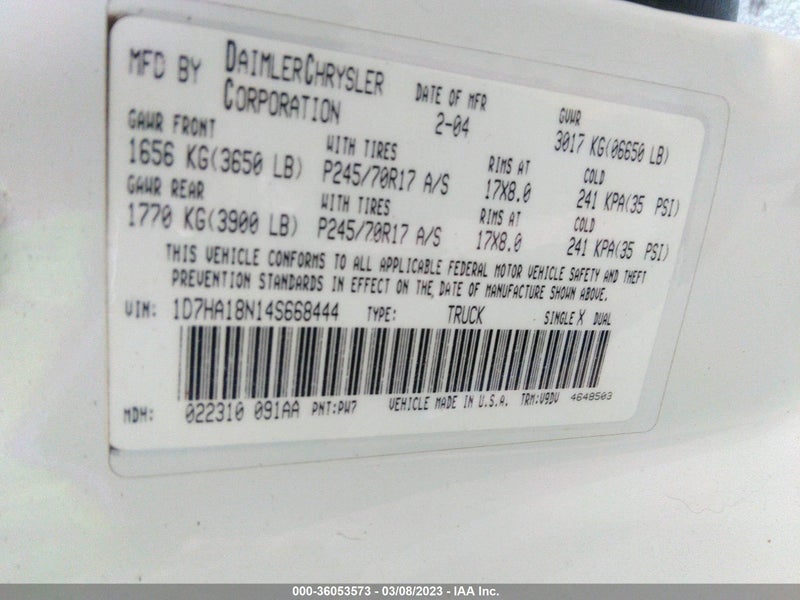 MFD BY DAIMLERCHRYSLER CORPORATION
DATE OF MFR 2-04
GVWR 3017 KG(06650 LB)
GAWR FRONT WITH TIRES RIMS AT COLD
1656 KG(3650 LB) P245/70R17 A/S 17X8.0 241 KPA(35 PSI)
GAWR REAR WITH TIRES RIMS AT COLD
1770 KG(3900 LB) P245/70R17 A/S 17X8.0 241 KPA(35 PSI)
THIS VEHICLE CONFORMS TO ALL APPLICABLE FEDERAL MOTOR VEHICLE SAFETY AND THEFT
PREVENTION STANDARDS IN EFFECT ON THE DATE OF MANUFACTURE SHOWN ABOVE.
VIN: 1D7HA18N14S668444 TYPE: TRUCK SINGLE X DUAL
MDH: 022310 091AA PNT:PW7 VEHICLE MADE IN U.S.A. TRM:V9DV 4648503
000-36053573 - 03/08/2023 - IAA Inc.